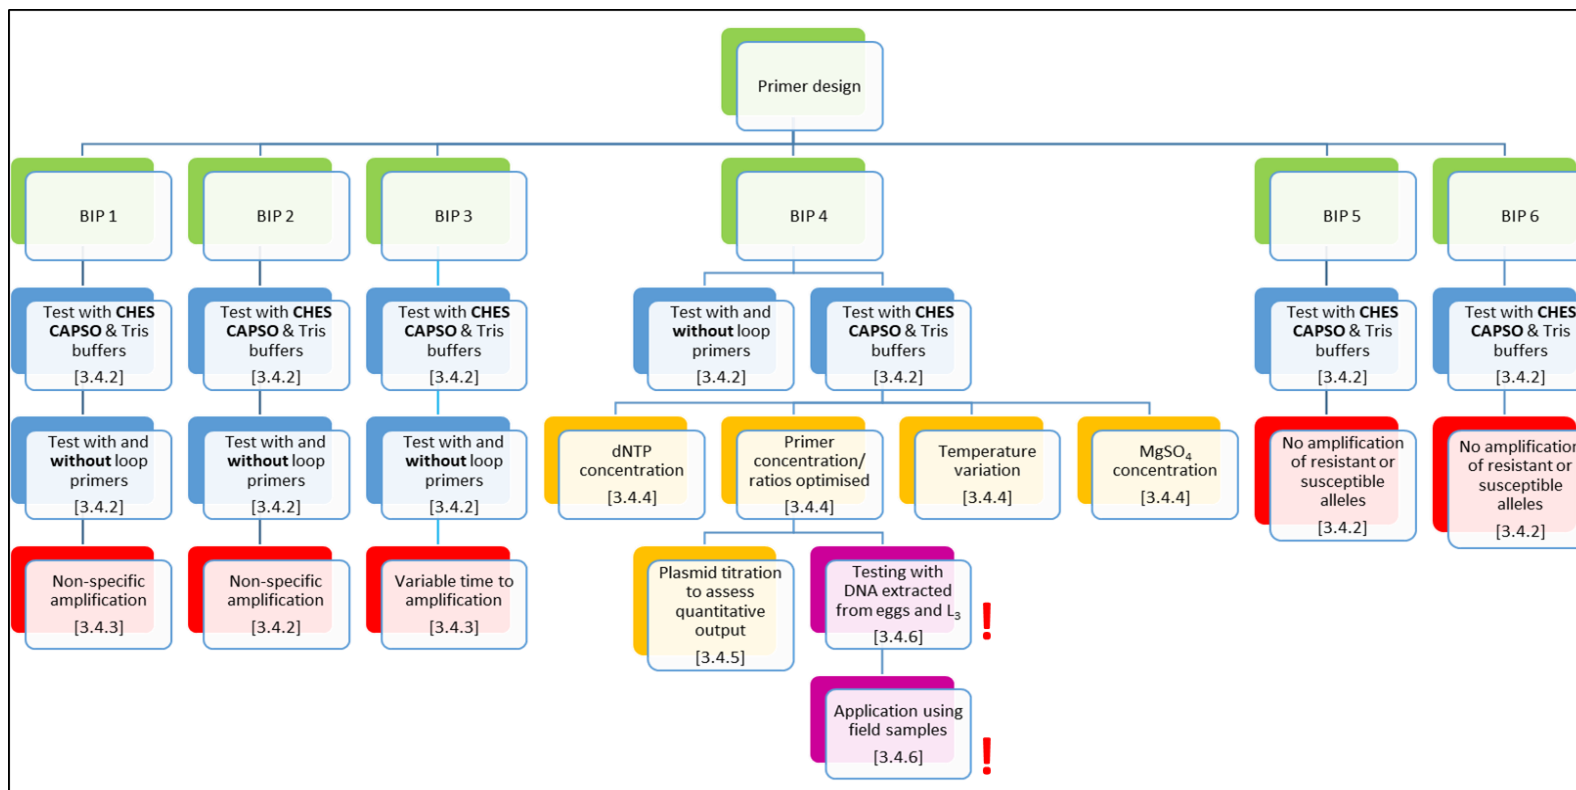 Primer design
BIP 1
BIP 2
BIP 3
BIP 4
BIP 5
BIP 6
Test with CHES
CAPSO & Tris
buffers
[3.4.2]
Test with CHES
CAPSO & Tris
buffers
[3.4.2]
Test with CHES
CAPSO & Tris
buffers
[3.4.2]
Test with and
without loop
primers
[3.4.2]
Test with CHES
CAPSO & Tris
buffers
[3.4.2]
Test with CHES
CAPSO & Tris
buffers
[3.4.2]
Test with CHES
CAPSO & Tris
buffers
[3.4.2]
Test with and
without loop
primers
[3.4.2]
Test with and
without loop
primers
[3.4.2]
Test with and
without loop
primers
[3.4.2]
dNTP
concentration
[3.4.4]
Primer
concentration/
ratios optimised
[3.4.4]
Temperature
variation
[3.4.4]
MgSO₄
concentration
[3.4.4]
No amplification
of resistant or
susceptible
alleles
[3.4.2]
No amplification
of resistant or
susceptible
alleles
[3.4.2]
Non-specific
amplification
[3.4.3]
Non-specific
amplification
[3.4.2]
Variable time to
amplification
[3.4.3]
Plasmid titration
to assess
quantitative
output
[3.4.5]
Testing with
DNA extracted
from eggs and L₃
[3.4.6]
!
Application using
field samples
[3.4.6]
!